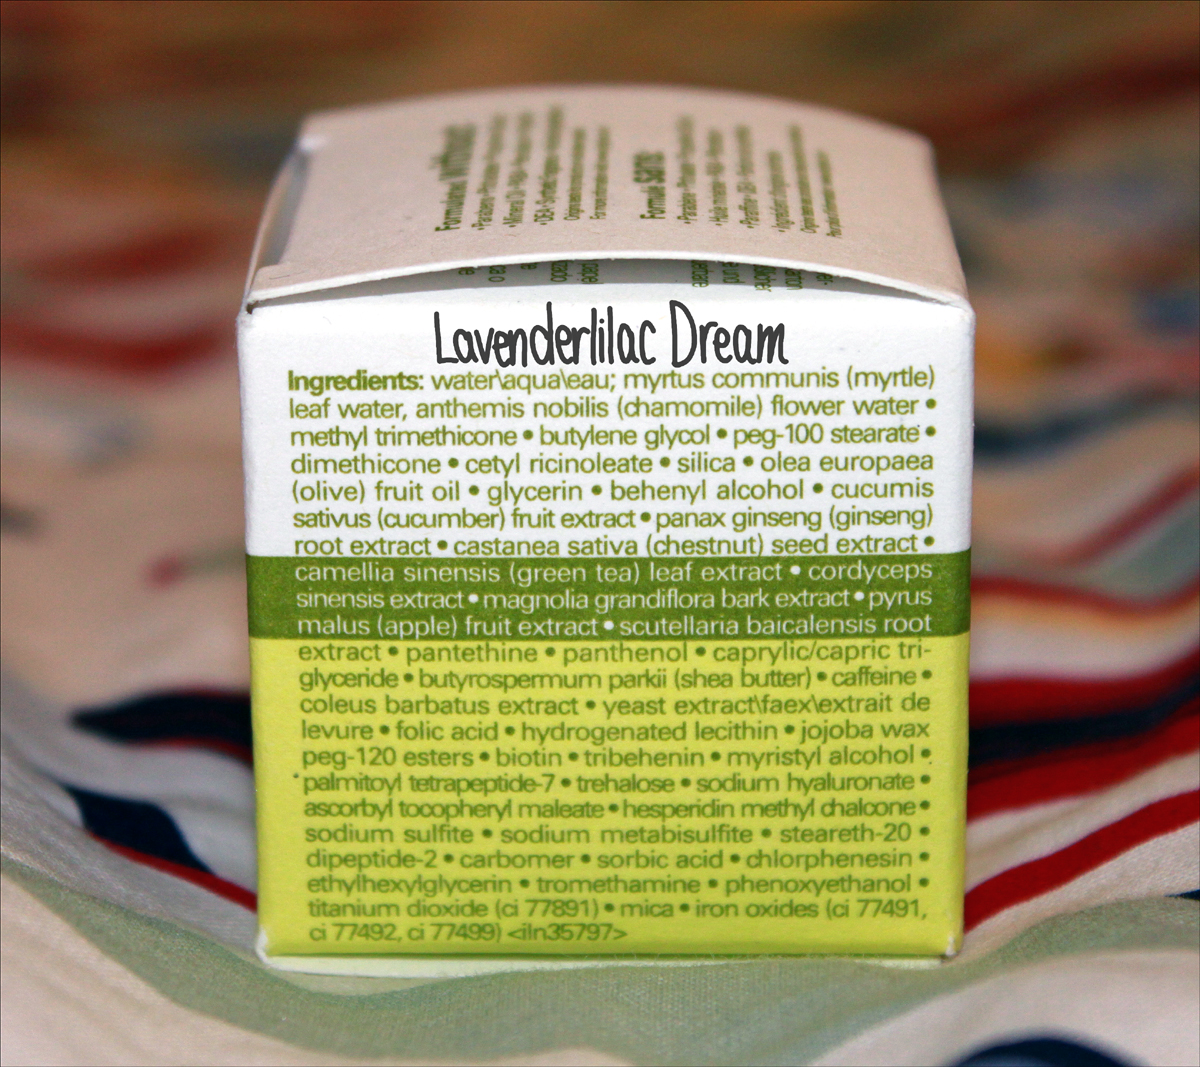 Formulated without
Formulé sans
Lavenderlilac Dream
Ingredients: water\aqua\eau; myrtus communis (myrtle)
leaf water, anthemis nobilis (chamomile) flower water •
methyl trimethicone • butylene glycol • peg-100 stearate •
dimethicone • cetyl ricinoleate • silica • olea europaea
(olive) fruit oil • glycerin • behenyl alcohol • cucumis
sativus (cucumber) fruit extract • panax ginseng (ginseng)
root extract • castanea sativa (chestnut) seed extract •
camellia sinensis (green tea) leaf extract • cordyceps
sinensis extract • magnolia grandiflora bark extract • pyrus
malus (apple) fruit extract • scutellaria baicalensis root
extract • pantethine • panthenol • caprylic/capric tri-
glyceride • butyrospermum parkii (shea butter) • caffeine •
coleus barbatus extract • yeast extract\faex\extrait de
levure • folic acid • hydrogenated lecithin • jojoba wax
peg-120 esters • biotin • tribehenin • myristyl alcohol •
palmitoyl tetrapeptide-7 • trehalose • sodium hyaluronate •
ascorbyl tocopheryl maleate • hesperidin methyl chalcone •
sodium sulfite • sodium metabisulfite • steareth-20 •
dipeptide-2 • carbomer • sorbic acid • chlorphenesin •
ethylhexylglycerin • tromethamine • phenoxyethanol •
titanium dioxide (ci 77891) • mica • iron oxides (ci 77491,
ci 77492, ci 77499) <iln35797>